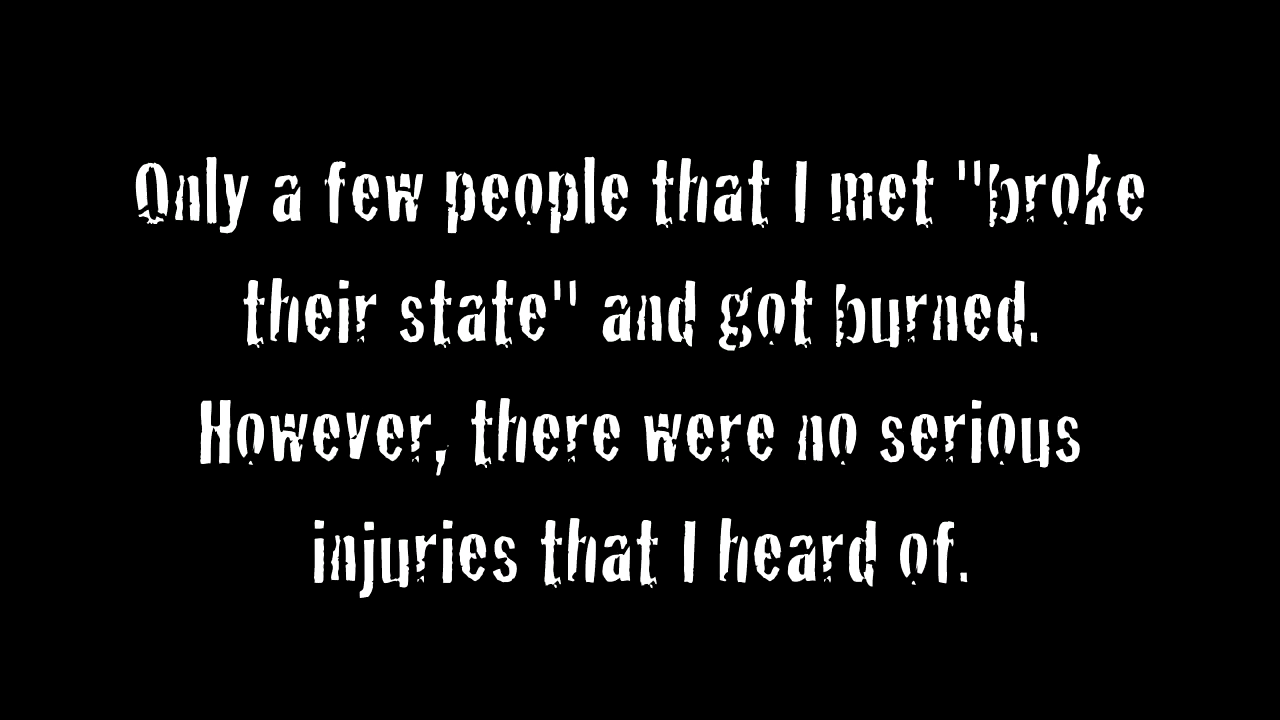 Only a few people that I met "broke
their state" and got burned.
However, there were no serious
injuries that I heard of.